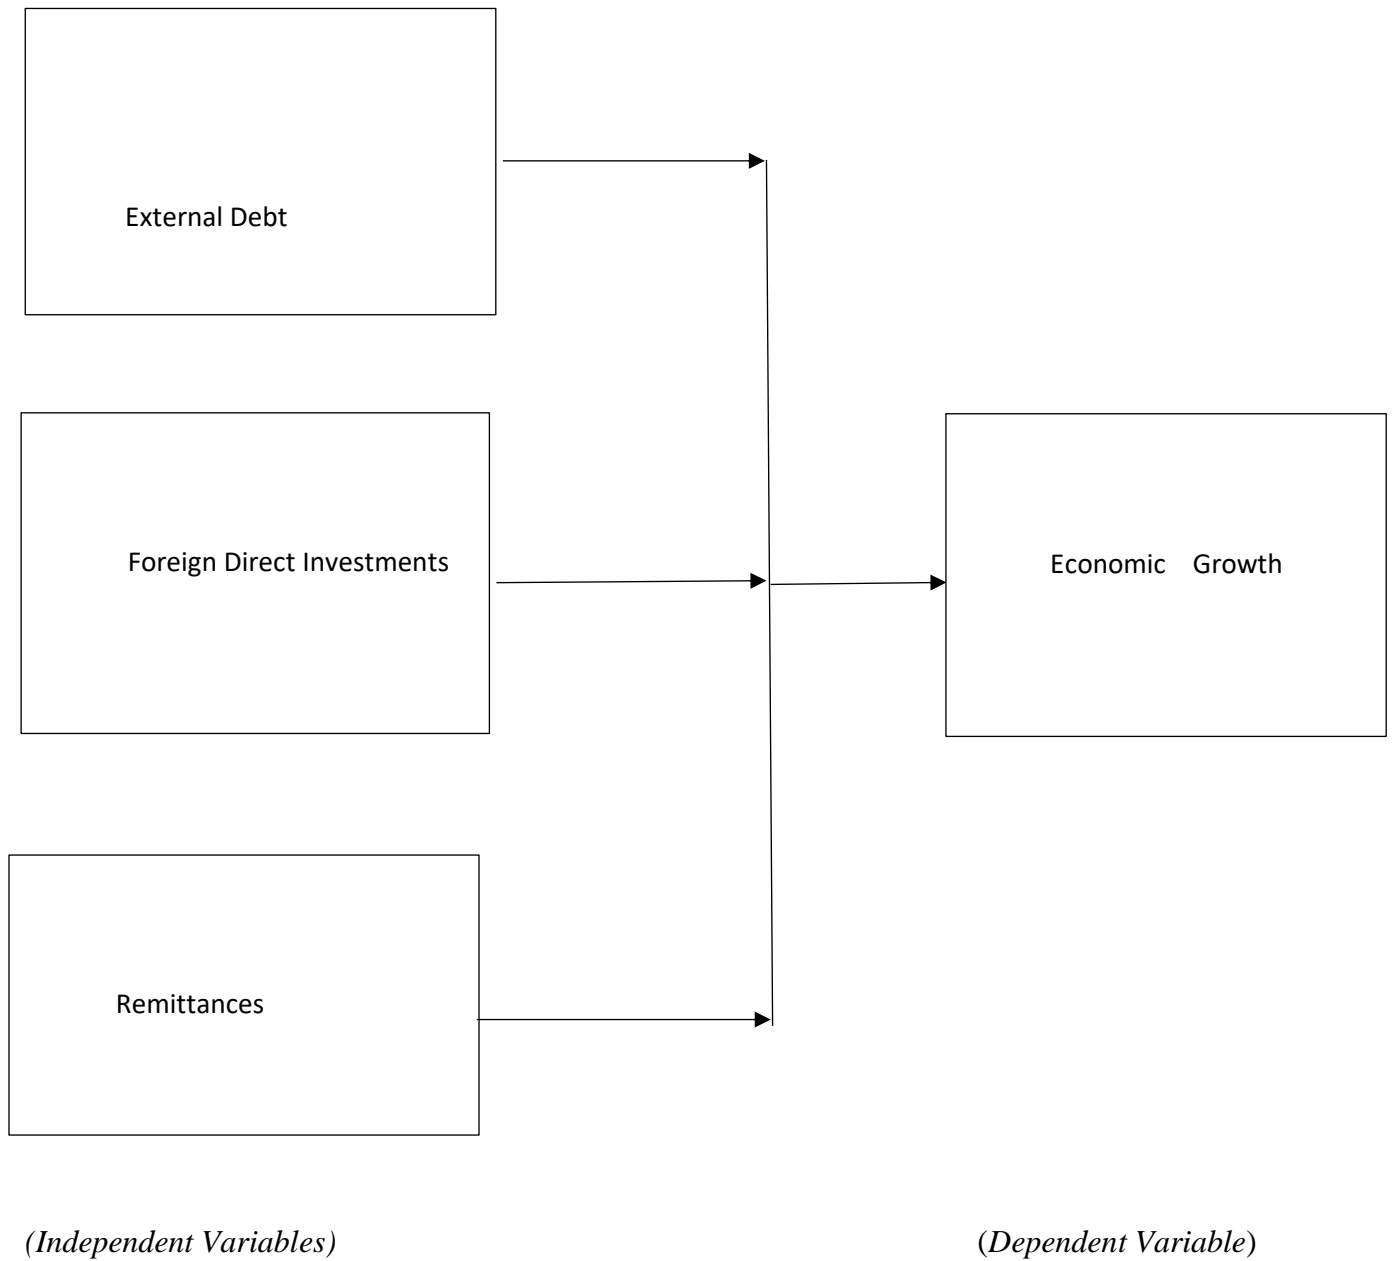 External Debt
Foreign Direct Investments
Economic Growth
Remittances
(Independent Variables)
(Dependent Variable)